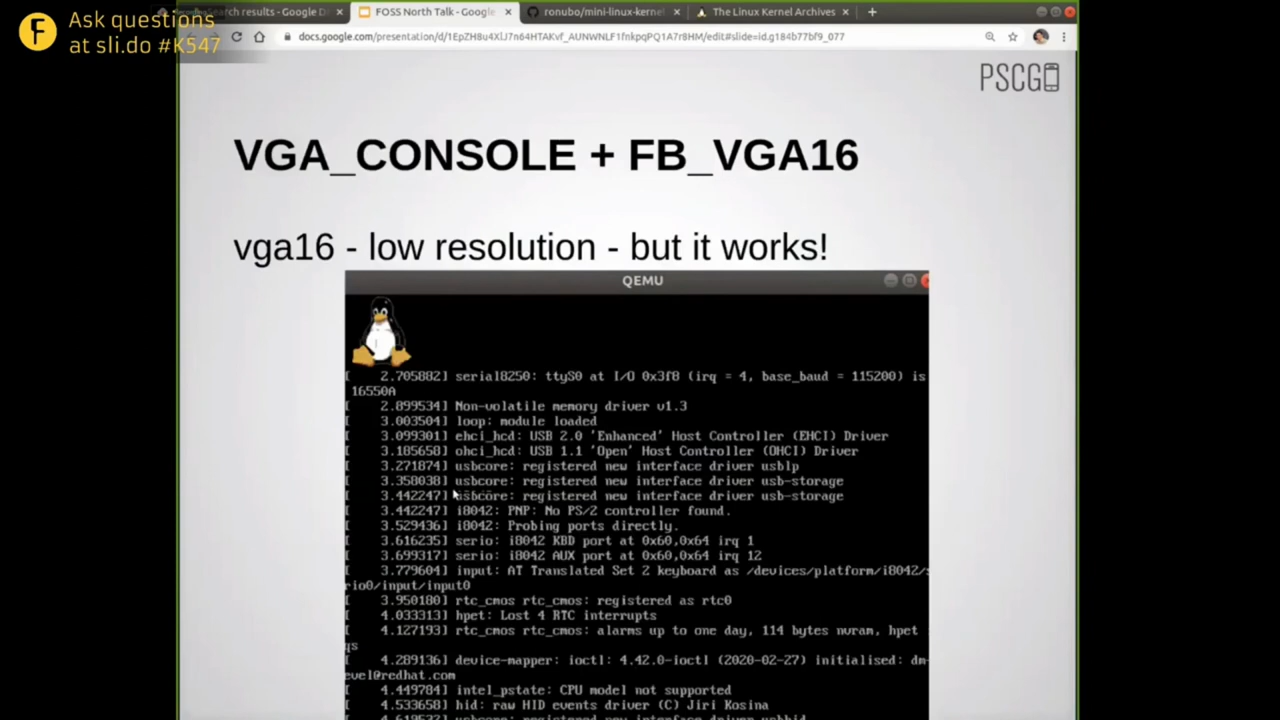 Ask questions
at sli.do #K547
Search results - Google D
FOSS North Talk - Google
ronubo/mini-linux-kernel
The Linux Kernel Archives
docs.google.com/presentation/d/1EpZH8u4XlJ7n64HTAKvf_AUNWNLF1fnkpqPQ1A7r8HM/edit#slide=id.g184b77bf9_077
PSCG
VGA_CONSOLE + FB_VGA16
vga16 - low resolution - but it works!
QEMU
[ 2.705882] serial8250: ttyS0 at I/O 0x3f8 (irq = 4, base_baud = 115200) is
16550A
[ 2.899534] Non-volatile memory driver v1.3
[ 3.003504] loop: module loaded
[ 3.099301] ehci_hcd: USB 2.0 'Enhanced' Host Controller (EHCI) Driver
[ 3.185658] ohci_hcd: USB 1.1 'Open' Host Controller (OHCI) Driver
[ 3.271874] usbcore: registered new interface driver usblp
[ 3.358038] usbcore: registered new interface driver usb-storage
[ 3.442247] usbcore: registered new interface driver usb-storage
[ 3.442247] i8042: PNP: No PS/2 controller found.
[ 3.529436] i8042: Probing ports directly.
[ 3.616235] serio: i8042 KBD port at 0x60,0x64 irq 1
[ 3.699317] serio: i8042 AUX port at 0x60,0x64 irq 12
[ 3.779604] input: AT Translated Set 2 keyboard as /devices/platform/i8042/s
rio0/input/input0
[ 3.950180] rtc_cmos rtc_cmos: registered as rtc0
[ 4.033313] hpet: Lost 4 RTC interrupts
[ 4.127193] rtc_cmos rtc_cmos: alarms up to one day, 114 bytes nvram, hpet
qs
[ 4.289136] device-mapper: ioctl: 4.42.0-ioctl (2020-02-27) initialised: dm-
evel@redhat.com
[ 4.449784] intel_pstate: CPU model not supported
[ 4.533658] hid: raw HID events driver (C) Jiri Kosina